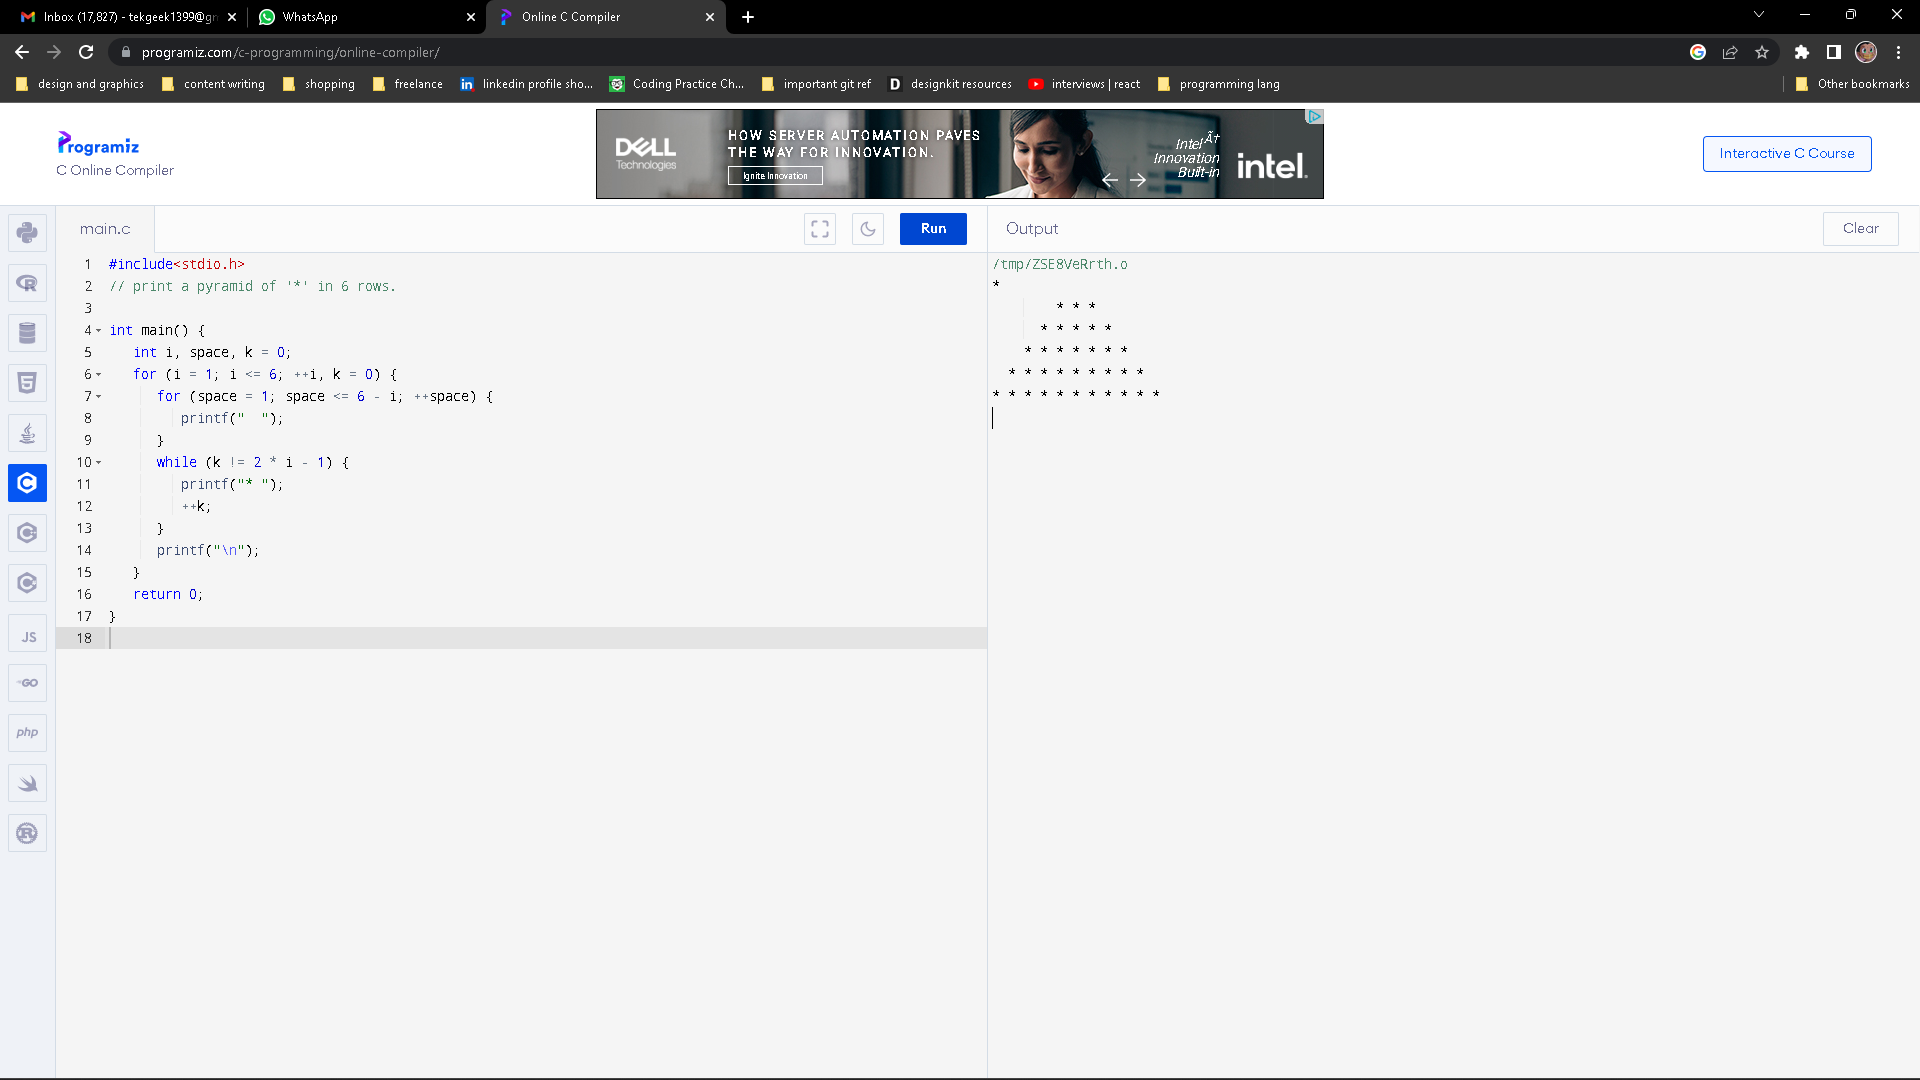 Inbox (17,827) - tekgeek1399@gn
WhatsApp
Online C Compiler
programiz.com/c-programming/online-compiler/
design and graphics
content writing
shopping
freelance
linkedin profile sho...
Coding Practice Ch...
important git ref
designkit resources
interviews | react
programming lang
Other bookmarks
Programiz
C Online Compiler
DELL
Technologies
HOW SERVER AUTOMATION PAVES
THE WAY FOR INNOVATION.
Ignite Innovation
Intel Æ
Innovation
Built-in
intel.
Interactive C Course
main.c
Run
Output
Clear
1 #include<stdio.h>
2 // print a pyramid of '*' in 6 rows.
3
4 int main() {
5    int i, space, k = 0;
6    for (i = 1; i <= 6; ++i, k = 0) {
7       for (space = 1; space <= 6 - i; ++space) {
8          printf("  ");
9       }
10       while (k != 2 * i - 1) {
11          printf("* ");
12          ++k;
13       }
14       printf("\n");
15    }
16    return 0;
17 }
18
/tmp/ZSE8VeRrth.o
*
        * * *
      * * * * *
    * * * * * * *
  * * * * * * * * *
* * * * * * * * * * *
JS
GO
php